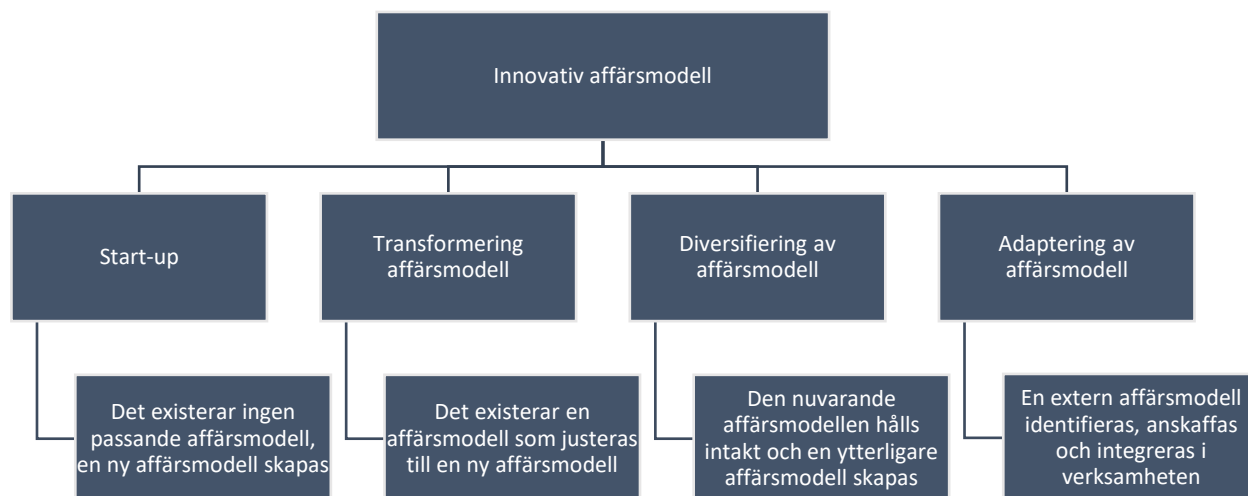 Innovativ affärsmodell
Start-up
Transformering
affärsmodell
Diversifiering av
affärsmodell
Adaptering av
affärsmodell
Det existerar ingen
passande affärsmodell,
en ny affärsmodell skapas
Det existerar en
affärsmodell som justeras
till en ny affärsmodell
Den nuvarande
affärsmodellen hålls
intakt och en ytterligare
affärsmodell skapas
En extern affärsmodell
identifieras, anskaffas
och integreras i
verksamheten